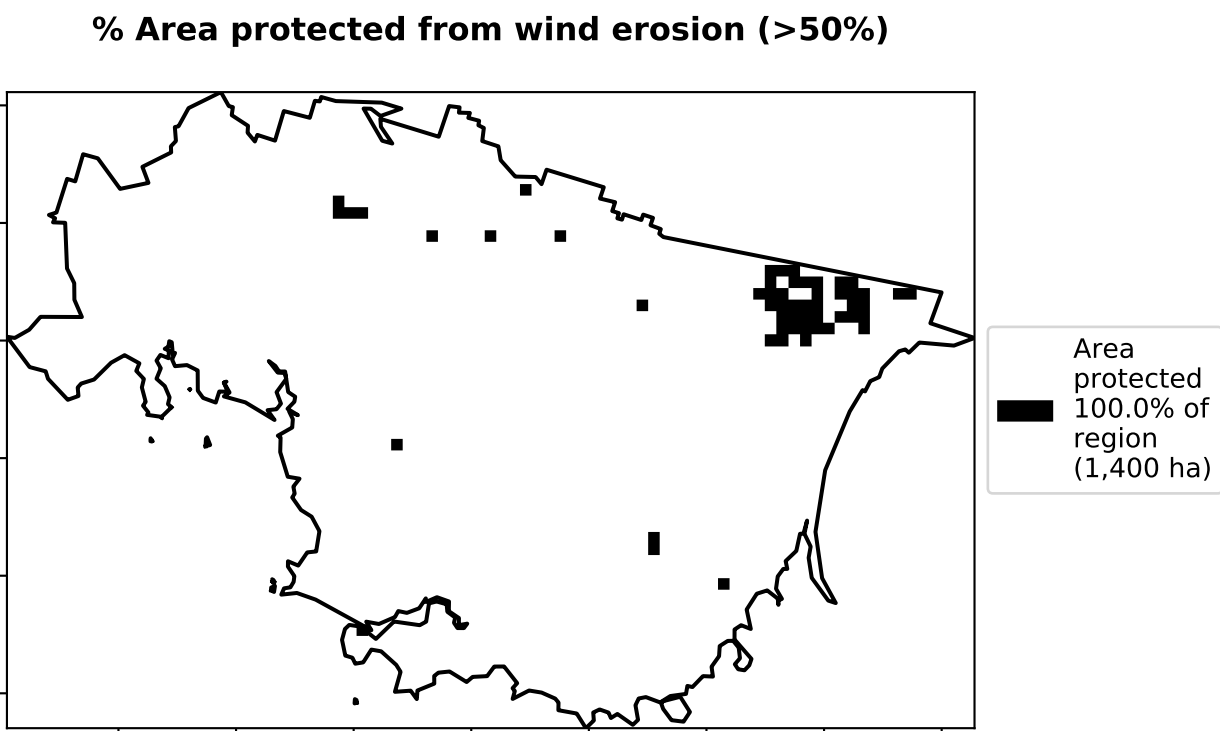 % Area protected from wind erosion (>50%)
Area
protected
100.0% of
region
(1,400 ha)